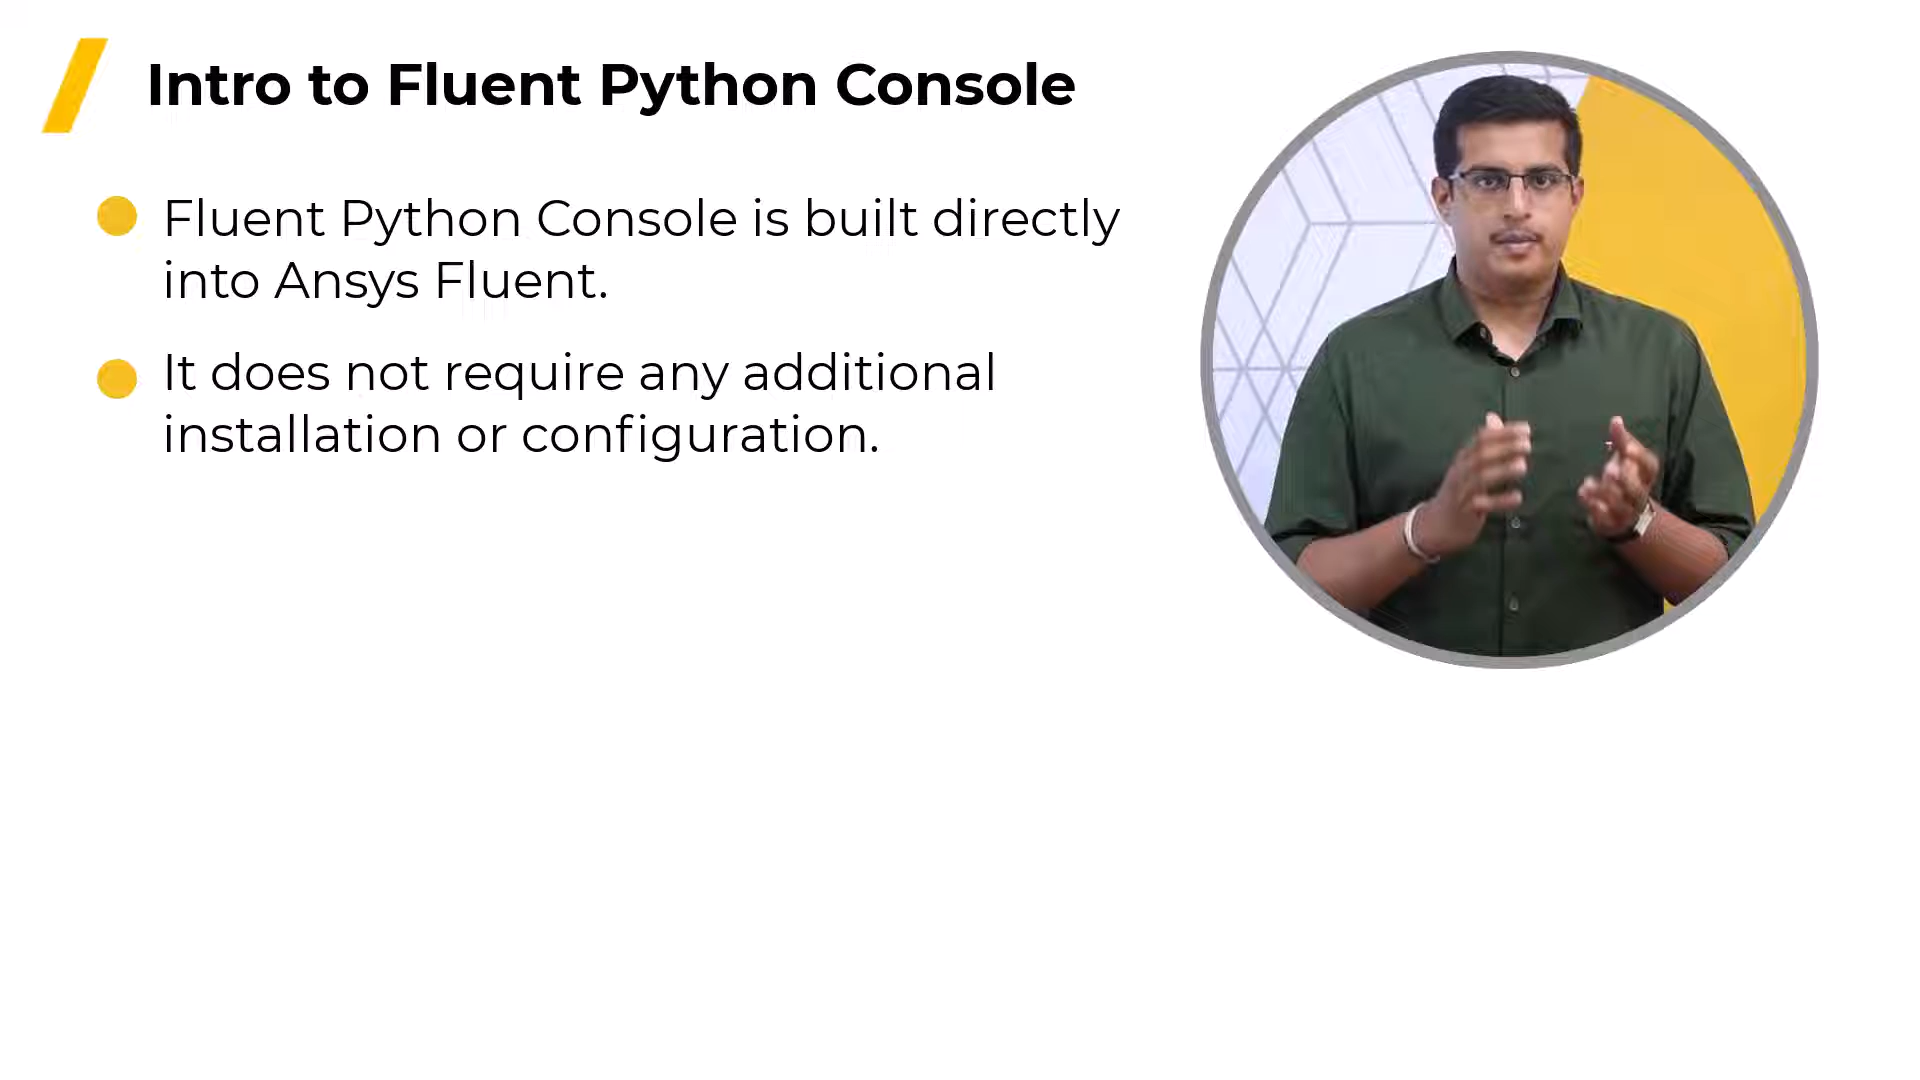 Intro to Fluent Python Console
Fluent Python Console is built directly
into Ansys Fluent.
It does not require any additional
installation or configuration.